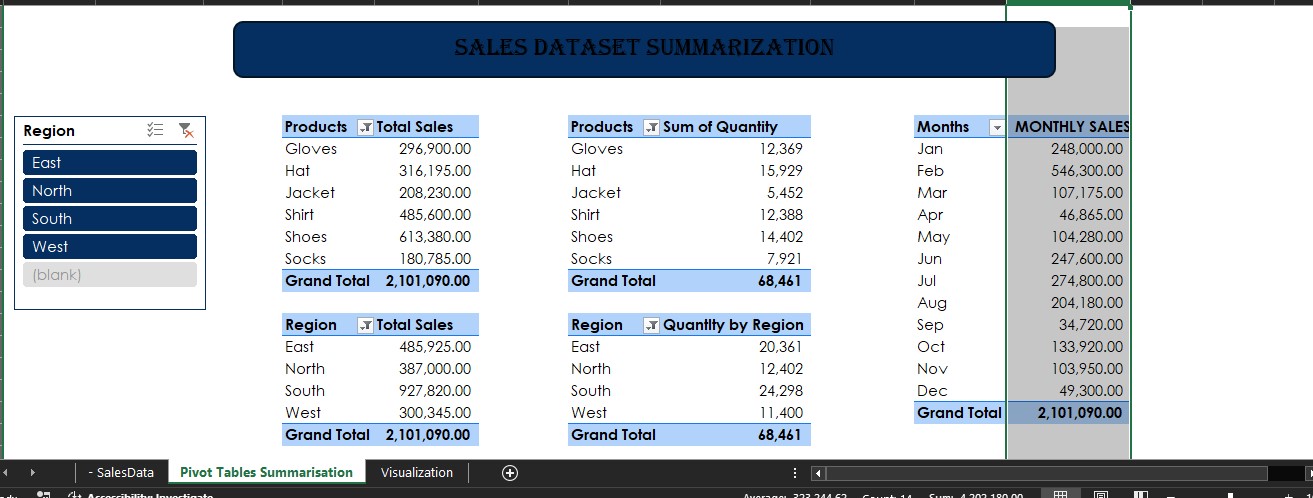 SALES DATASET SUMMARIZATION
Region
East
North
South
West
(blank)
Products Total Sales
Gloves 296,900.00
Hat 316,195.00
Jacket 208,230.00
Shirt 485,600.00
Shoes 613,380.00
Socks 180,785.00
Grand Total 2,101,090.00
Region Total Sales
East 485,925.00
North 387,000.00
South 927,820.00
West 300,345.00
Grand Total 2,101,090.00
Products Sum of Quantity
Gloves 12,369
Hat 15,929
Jacket 5,452
Shirt 12,388
Shoes 14,402
Socks 7,921
Grand Total 68,461
Region Quantity by Region
East 20,361
North 12,402
South 24,298
West 11,400
Grand Total 68,461
Months MONTHLY SALES
Jan 248,000.00
Feb 546,300.00
Mar 107,175.00
Apr 46,865.00
May 104,280.00
Jun 247,600.00
Jul 274,800.00
Aug 204,180.00
Sep 34,720.00
Oct 133,920.00
Nov 103,950.00
Dec 49,300.00
Grand Total 2,101,090.00
- SalesData Pivot Tables Summarisation Visualization
Accessibility: Investigate Average: 323,244.62 Count: 14 Sum: 4,202,180.00